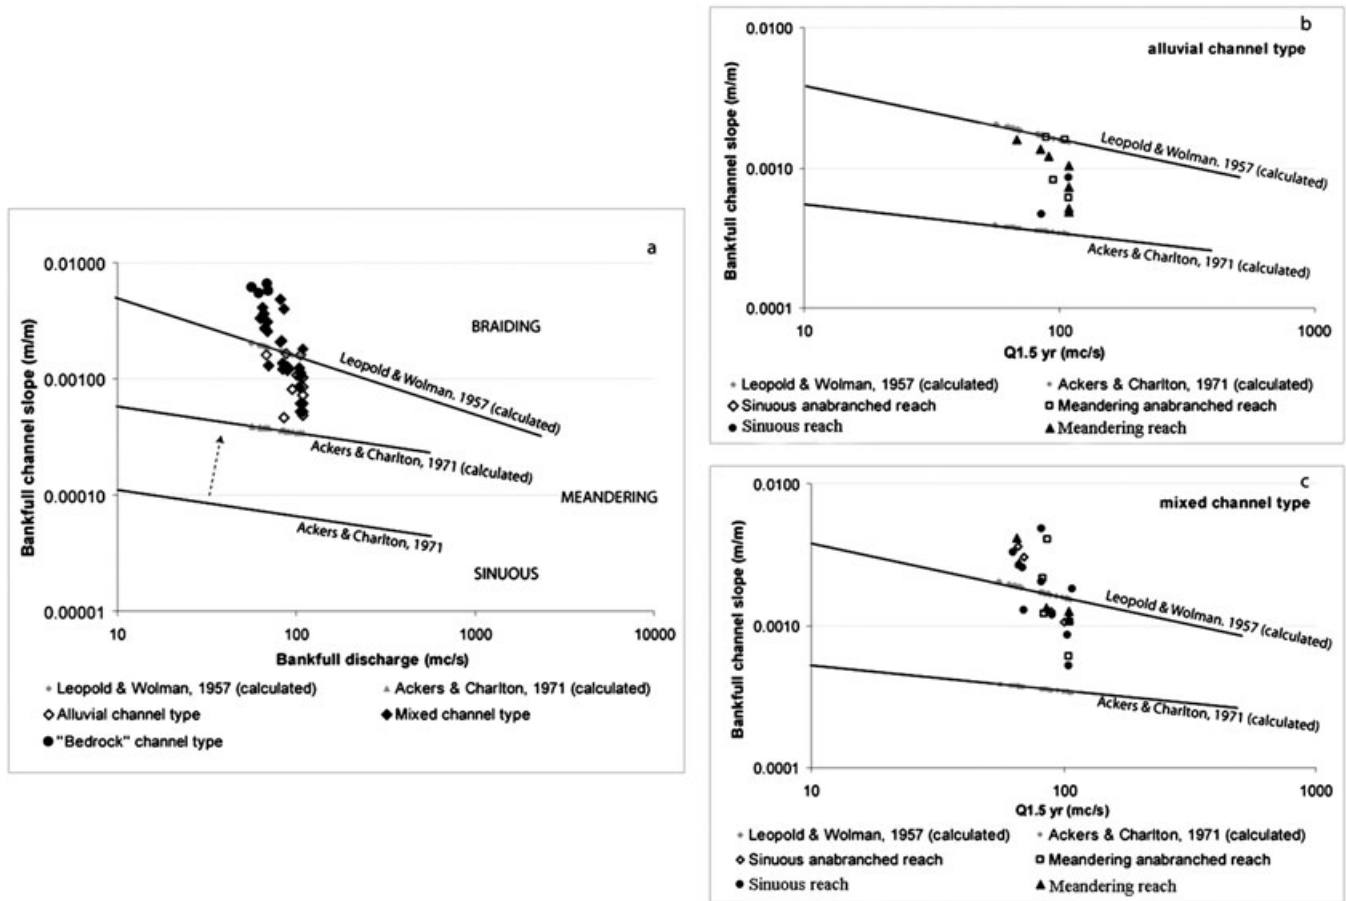 a
Bankfull channel slope (m/m)
0.01000
0.00100
0.00010
0.00001
BRAIDING
Leopold & Wolman. 1957 (calculated)
Ackers & Charlton, 1971 (calculated)
MEANDERING
Ackers & Charlton, 1971
SINUOUS
10 100 1000 10000
Bankfull discharge (mc/s)
Leopold & Wolman, 1957 (calculated) Ackers & Charlton, 1971 (calculated)
Alluvial channel type Mixed channel type
"Bedrock" channel type
b
alluvial channel type
Bankfull channel slope (m/m)
0.0100
0.0010
0.0001
Leopold & Wolman. 1957 (calculated)
Ackers & Charlton, 1971 (calculated)
10 100 1000
Q1.5 yr (mc/s)
Leopold & Wolman, 1957 (calculated) Ackers & Charlton, 1971 (calculated)
Sinuous anabranched reach Meandering anabranched reach
Sinuous reach Meandering reach
c
mixed channel type
Bankfull channel slope (m/m)
0.0100
0.0010
0.0001
Leopold & Wolman. 1957 (calculated)
Ackers & Charlton, 1971 (calculated)
10 100 1000
Q1.5 yr (mc/s)
Leopold & Wolman, 1957 (calculated) Ackers & Charlton, 1971 (calculated)
Sinuous anabranched reach Meandering anabranched reach
Sinuous reach Meandering reach